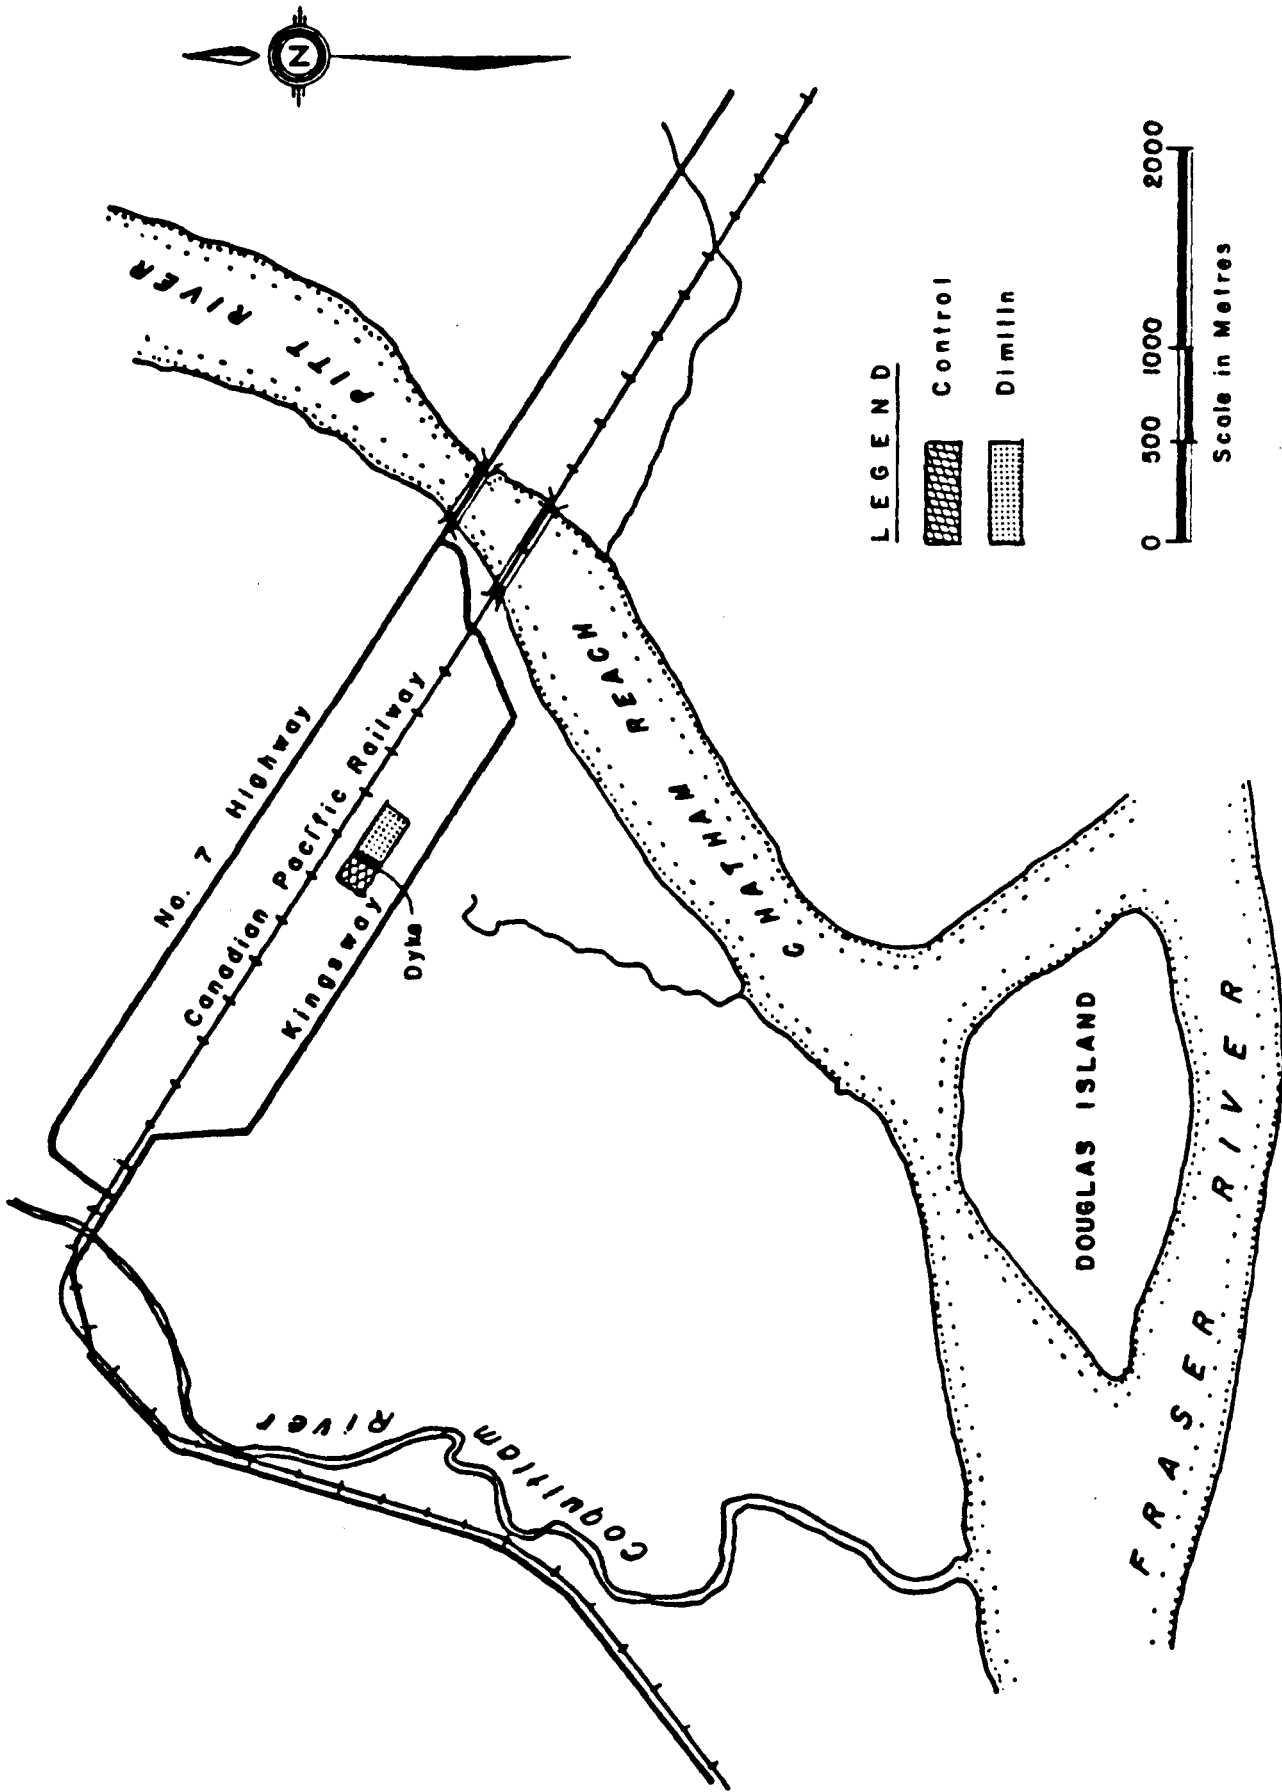 N
PITT RIVER
No. 7 Highway
Canadian Pacific Railway
Kingsway
Dyke
Coquitlam River
CHATHAM REACH
DOUGLAS ISLAND
FRASER RIVER
LEGEND
Control
Dimilin
0 500 1000 2000
Scale in Metres